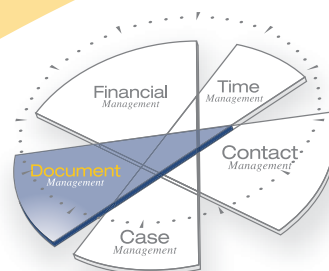 Financial
Management
Time
Management
Document
Management
Contact
Management
Case
Management